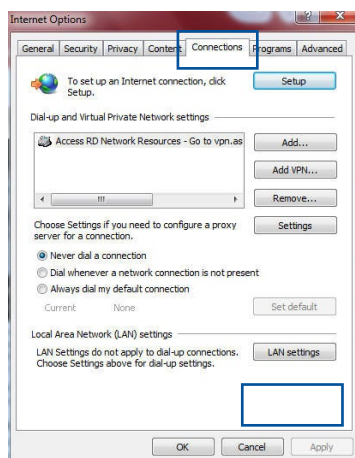 Internet Options
General Security Privacy Content Connections Programs Advanced
To set up an Internet connection, click Setup.
Setup
Dial-up and Virtual Private Network settings
Access RD Network Resources - Go to vpn.as
Add...
Add VPN...
Remove...
Choose Settings if you need to configure a proxy
server for a connection.
Settings
Never dial a connection
Dial whenever a network connection is not present
Always dial my default connection
Current None
Set default
Local Area Network (LAN) settings
LAN Settings do not apply to dial-up connections.
Choose Settings above for dial-up settings.
LAN settings
OK Cancel Apply